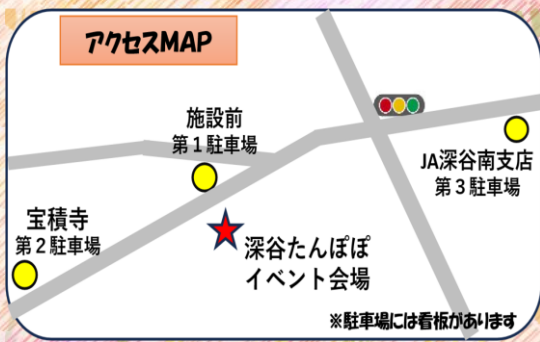 アクセスMAP
施設前
第1駐車場
JA深谷南支店
第3駐車場
宝積寺
第2駐車場
深谷たんぽぽ
イベント会場
※駐車場には看板があります